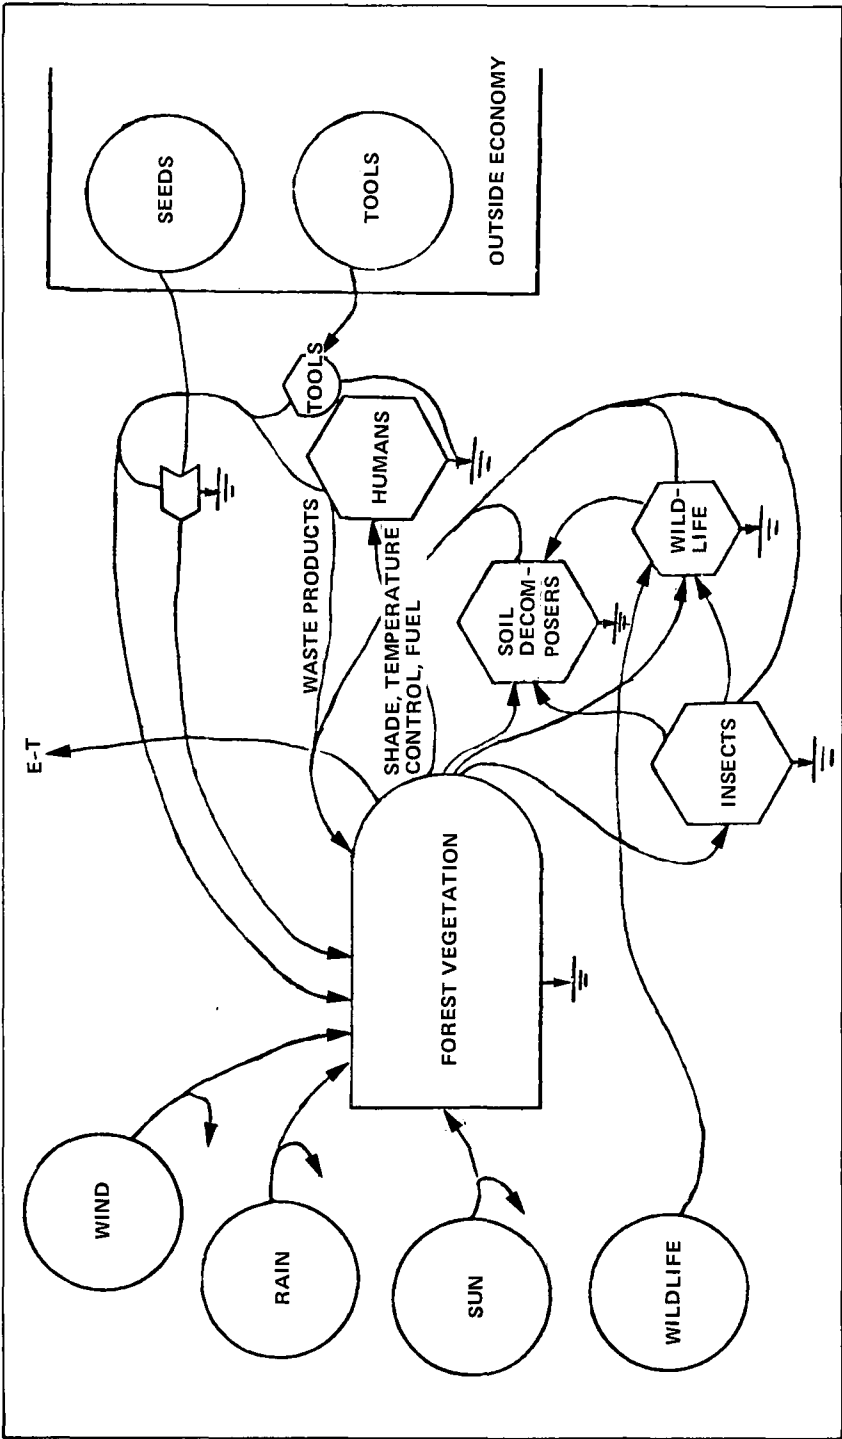 WIND
RAIN
SUN
WILDLIFE
E-T
FOREST VEGETATION
WASTE PRODUCTS
SHADE, TEMPERATURE
CONTROL, FUEL
INSECTS
SOIL
DECOM-
POSERS
WILD-
LIFE
HUMANS
TOOLS
SEEDS
TOOLS
OUTSIDE ECONOMY